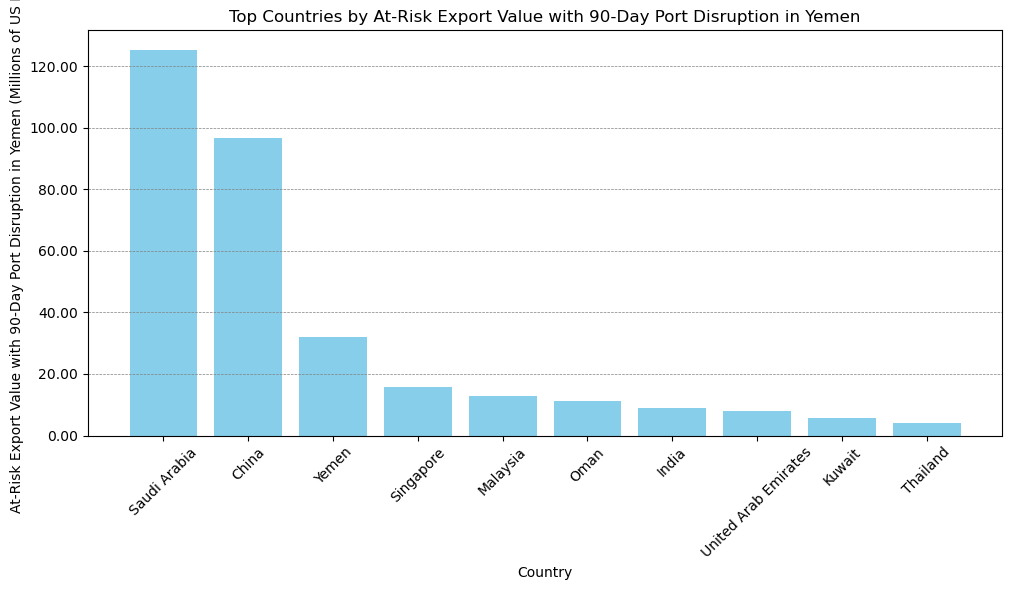 Top Countries by At-Risk Export Value with 90-Day Port Disruption in Yemen
At-Risk Export Value with 90-Day Port Disruption in Yemen (Millions of US
120.00
100.00
80.00
60.00
40.00
20.00
0.00
Saudi Arabia
China
Yemen
Singapore
Malaysia
Oman
India
United Arab Emirates
Kuwait
Thailand
Country